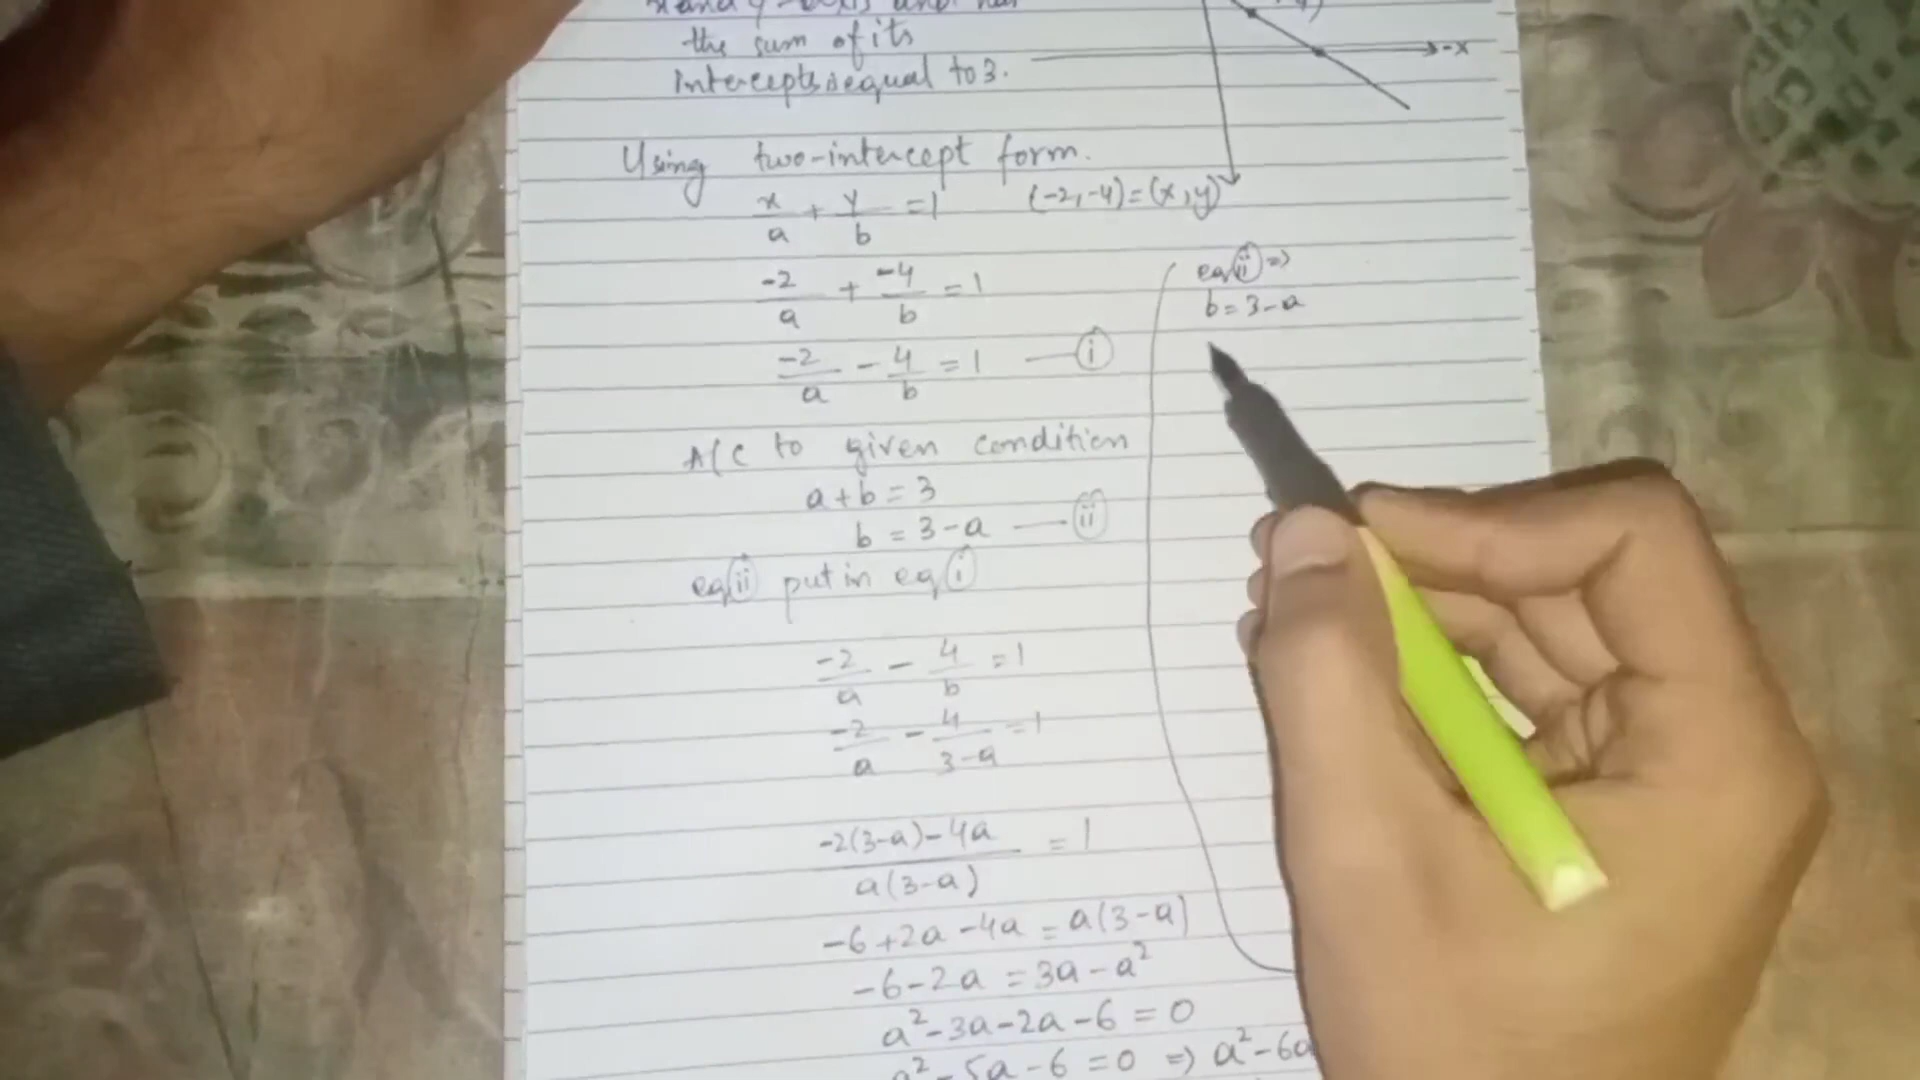 the sum of its
Intercepts equal to 3.
-x
Using two-intercept form.
x/a + y/b = 1 (-2,-4)=(x,y)
-2/a + -4/b = 1
-2/a - 4/b = 1 — (i)
A/C to given condition
a+b=3
b = 3-a — (ii)
eq (ii) put in eq (i)
-2/a - 4/b = 1
-2/a - 4/3-a = 1
-2(3-a)-4a / a(3-a) = 1
-6+2a-4a = a(3-a)
-6-2a = 3a-a²
a²-3a-2a-6 = 0
a²-5a-6 = 0 => a²-6a
eq (ii) =>
b = 3-a